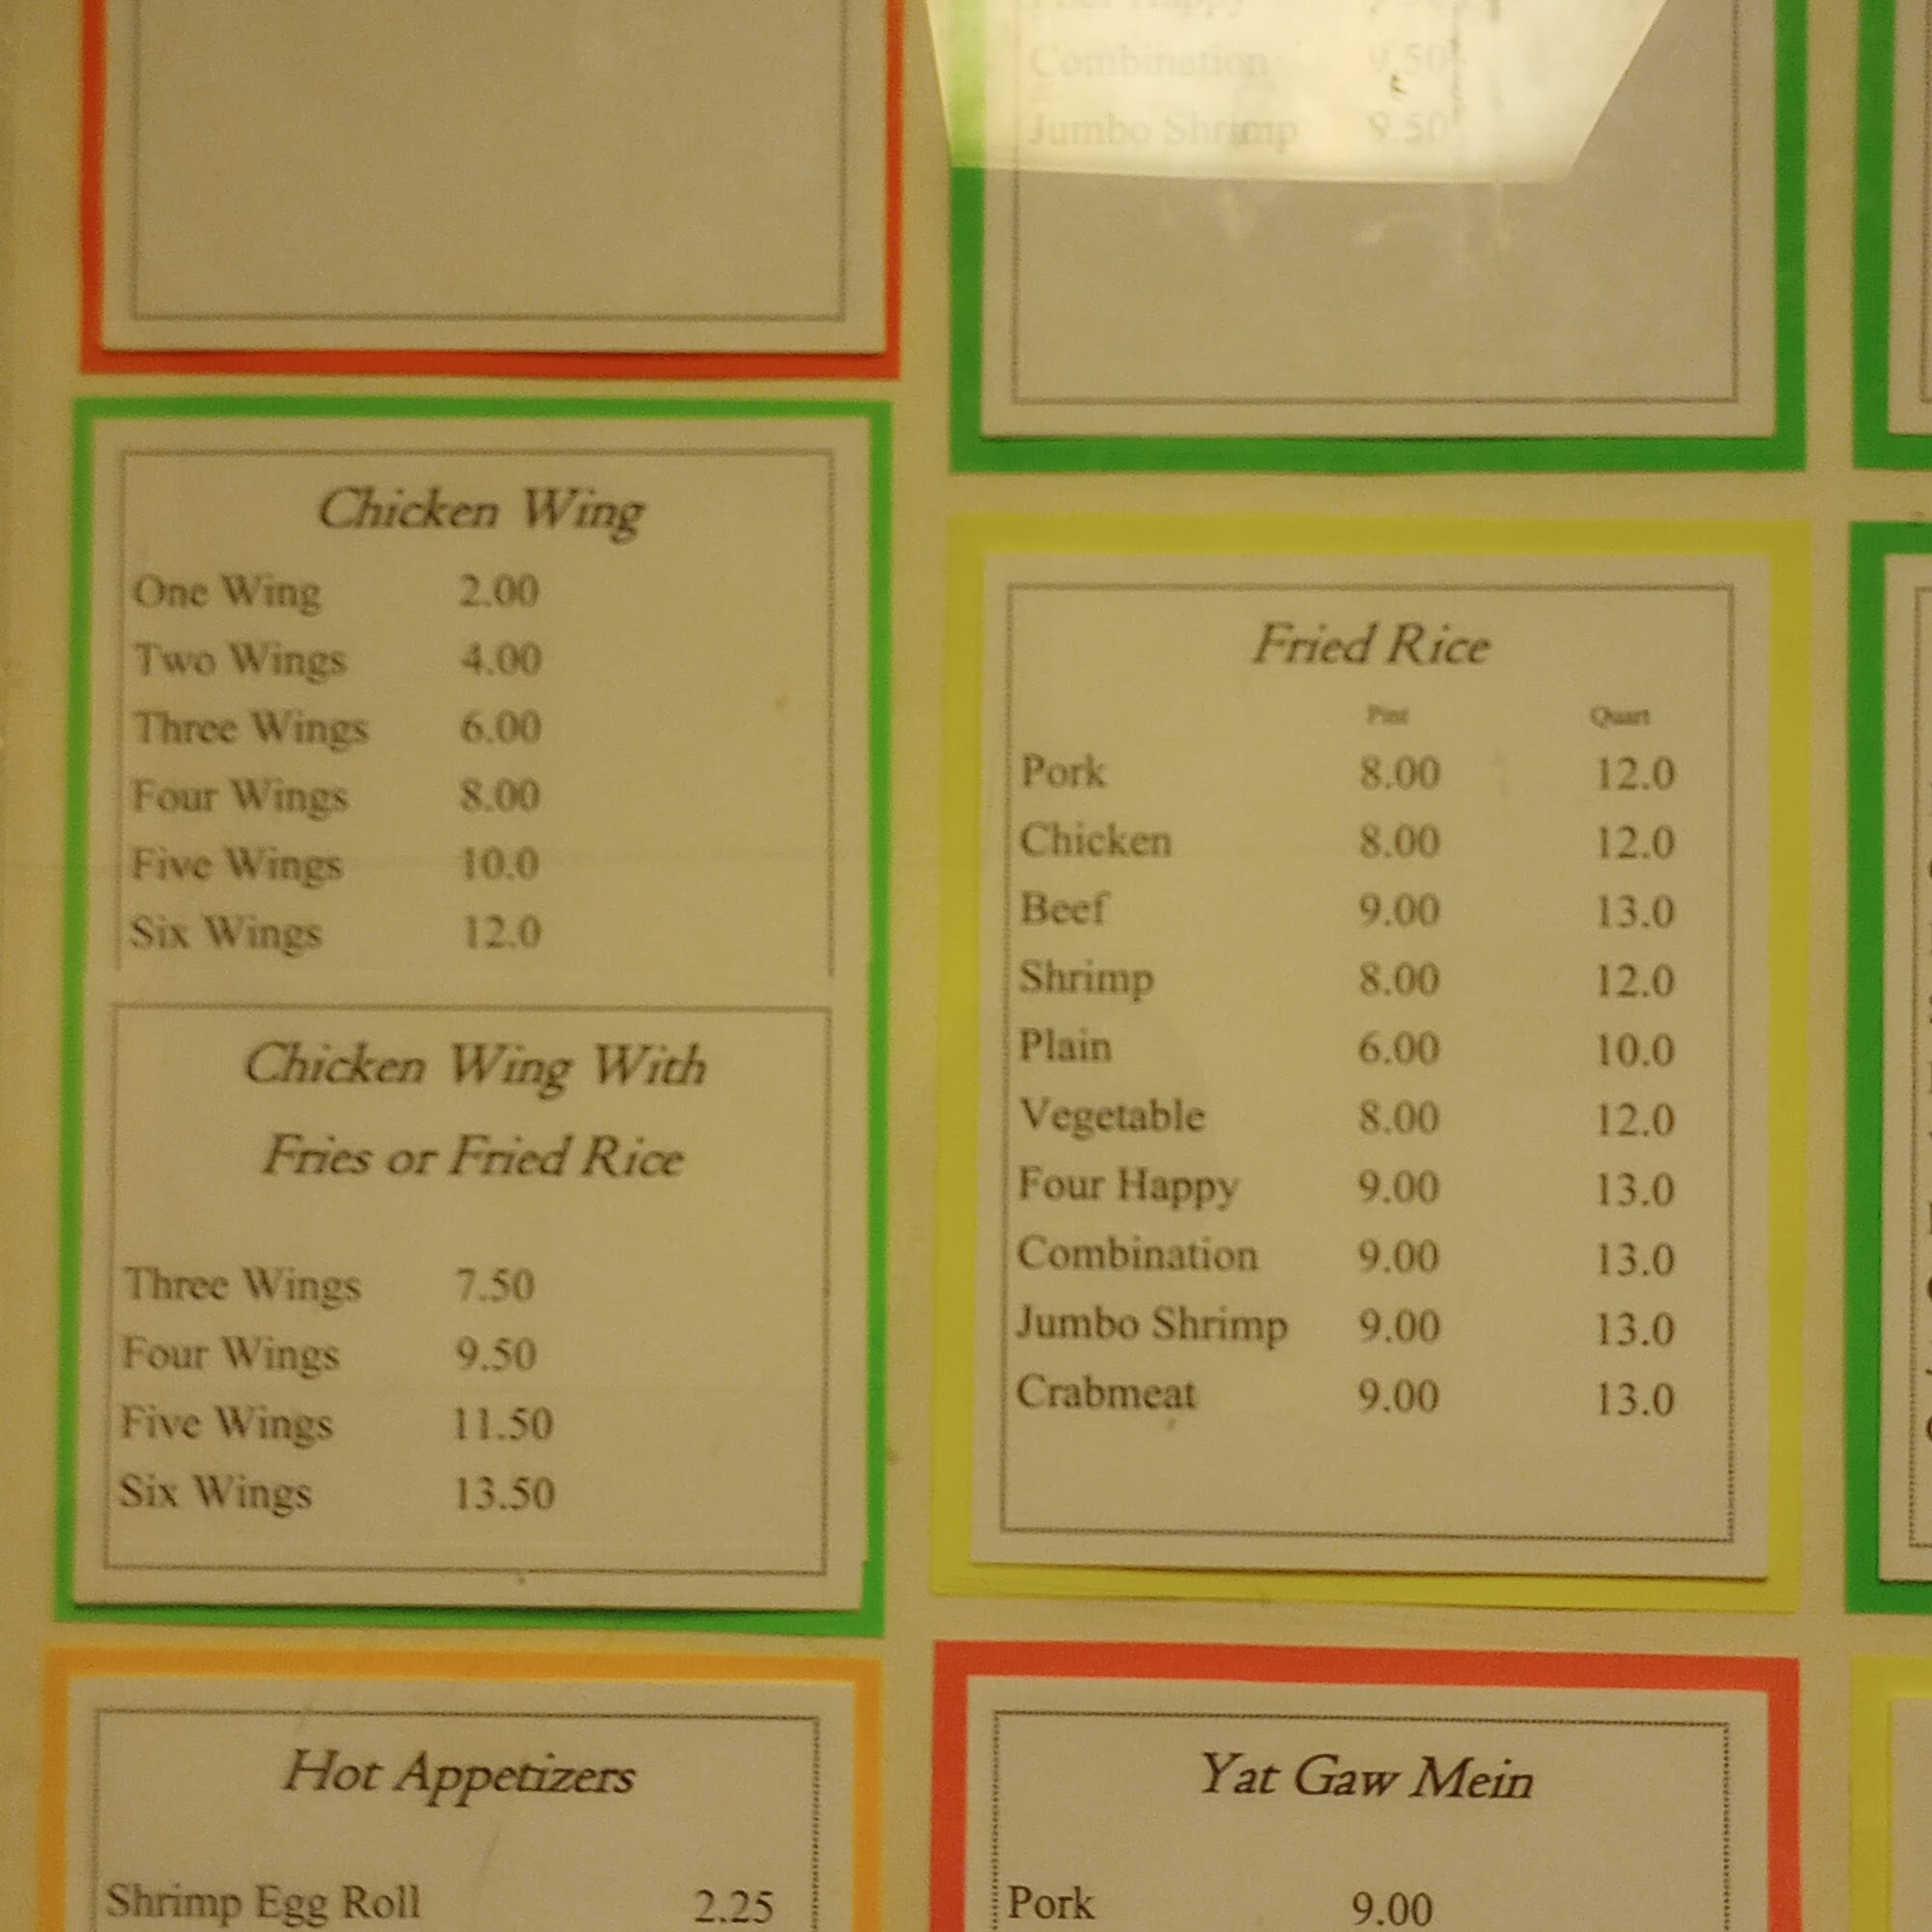 Combination 9.50
Jumbo Shrimp 9.50
Chicken Wing
One Wing 2.00
Two Wings 4.00
Three Wings 6.00
Four Wings 8.00
Five Wings 10.0
Six Wings 12.0
Chicken Wing With
Fries or Fried Rice
Three Wings 7.50
Four Wings 9.50
Five Wings 11.50
Six Wings 13.50
Hot Appetizers
Shrimp Egg Roll 2.25
Fried Rice
Pint Quart
Pork 8.00 12.0
Chicken 8.00 12.0
Beef 9.00 13.0
Shrimp 8.00 12.0
Plain 6.00 10.0
Vegetable 8.00 12.0
Four Happy 9.00 13.0
Combination 9.00 13.0
Jumbo Shrimp 9.00 13.0
Crabmeat 9.00 13.0
Yat Gaw Mein
Pork 9.00